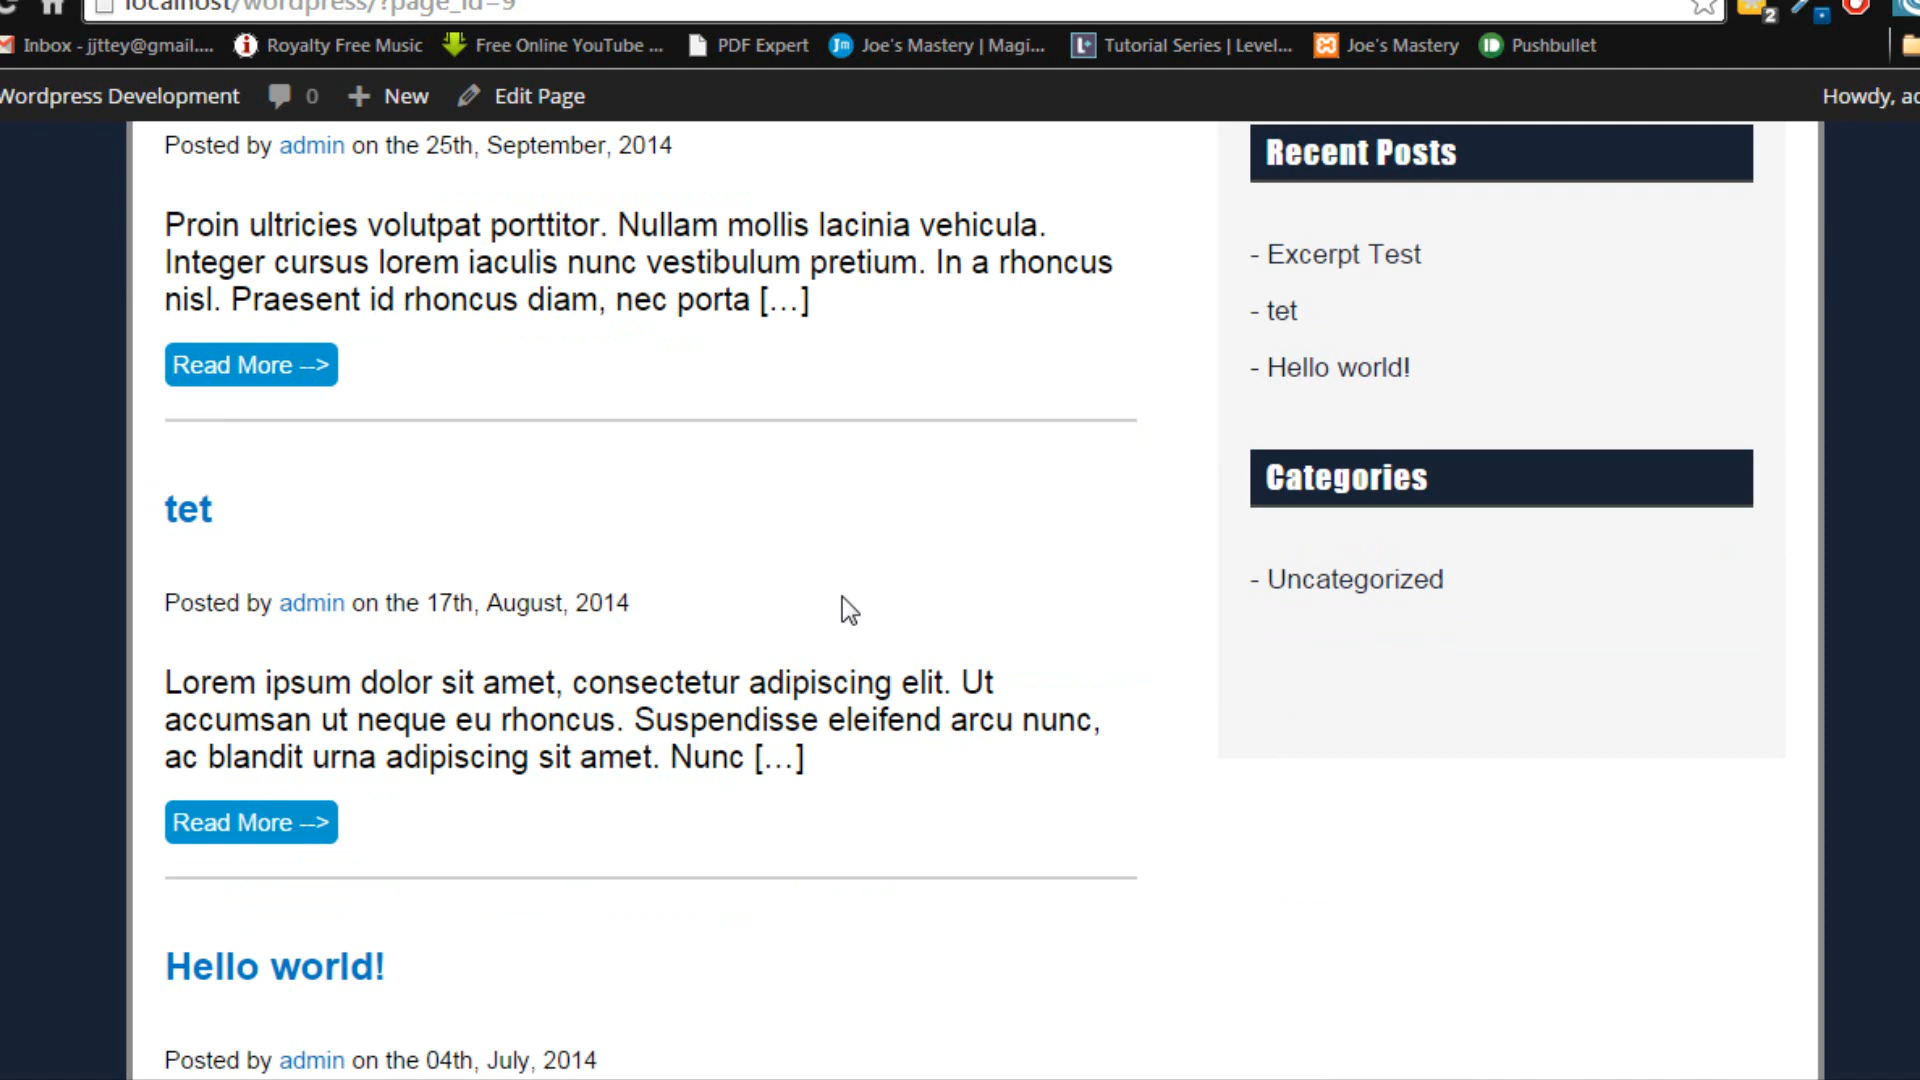 localhost/wordpress/?page_id=9
2
Inbox - jjttey@gmail.... Royalty Free Music Free Online YouTube ... PDF Expert Joe's Mastery | Magi... Tutorial Series | Level... Joe's Mastery Pushbullet
Wordpress Development 0 New Edit Page Howdy, ad
Posted by admin on the 25th, September, 2014
Proin ultricies volutpat porttitor. Nullam mollis lacinia vehicula.
Integer cursus lorem iaculis nunc vestibulum pretium. In a rhoncus
nisl. Praesent id rhoncus diam, nec porta […]
Read More -->
tet
Posted by admin on the 17th, August, 2014
Lorem ipsum dolor sit amet, consectetur adipiscing elit. Ut
accumsan ut neque eu rhoncus. Suspendisse eleifend arcu nunc,
ac blandit urna adipiscing sit amet. Nunc […]
Read More -->
Hello world!
Posted by admin on the 04th, July, 2014
Recent Posts
- Excerpt Test
- tet
- Hello world!
Categories
- Uncategorized